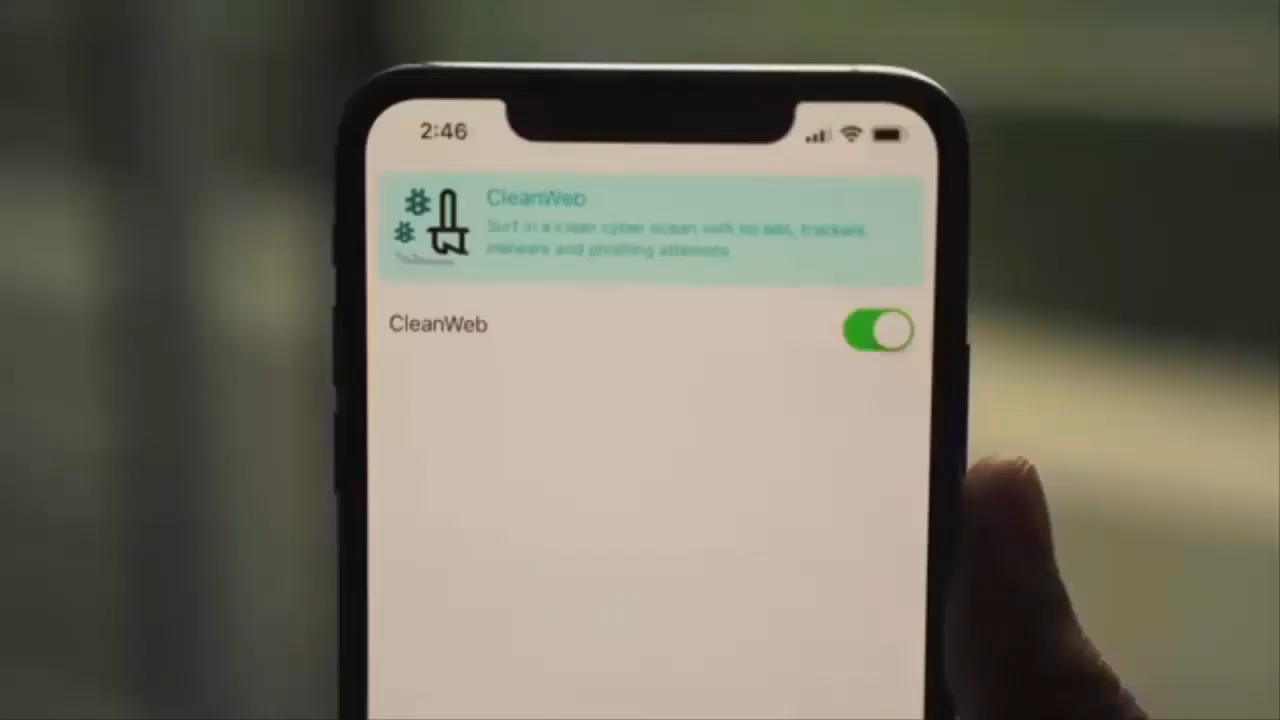 2:46
CleanWeb
Surf in a clean cyber ocean with no ads, trackers,
malware and phishing attempts.
CleanWeb